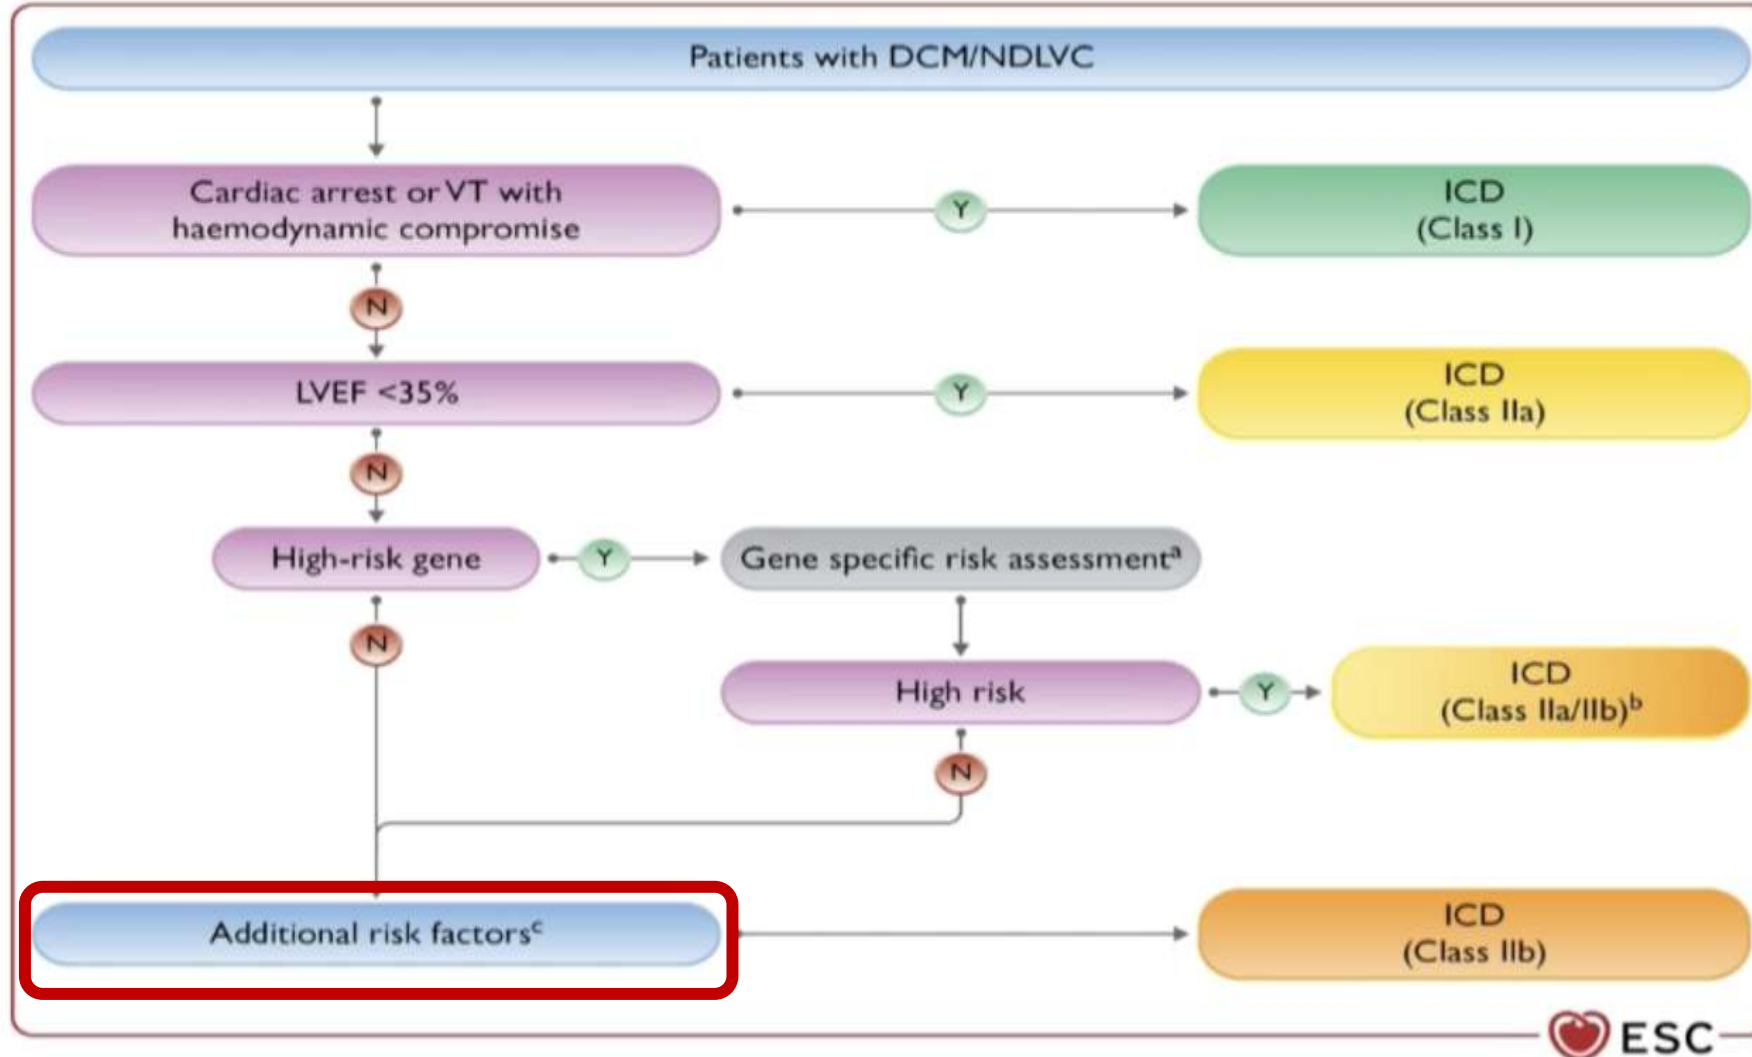 Patients with DCM/NDLVC
Cardiac arrest or VT with
haemodynamic compromise
Y
ICD
(Class I)
N
LVEF <35%
Y
ICD
(Class IIa)
N
High-risk gene
Y
Gene specific risk assessmentᵃ
N
High risk
Y
ICD
(Class IIa/IIb)ᵇ
N
Additional risk factorsᶜ
ICD
(Class IIb)
ESC